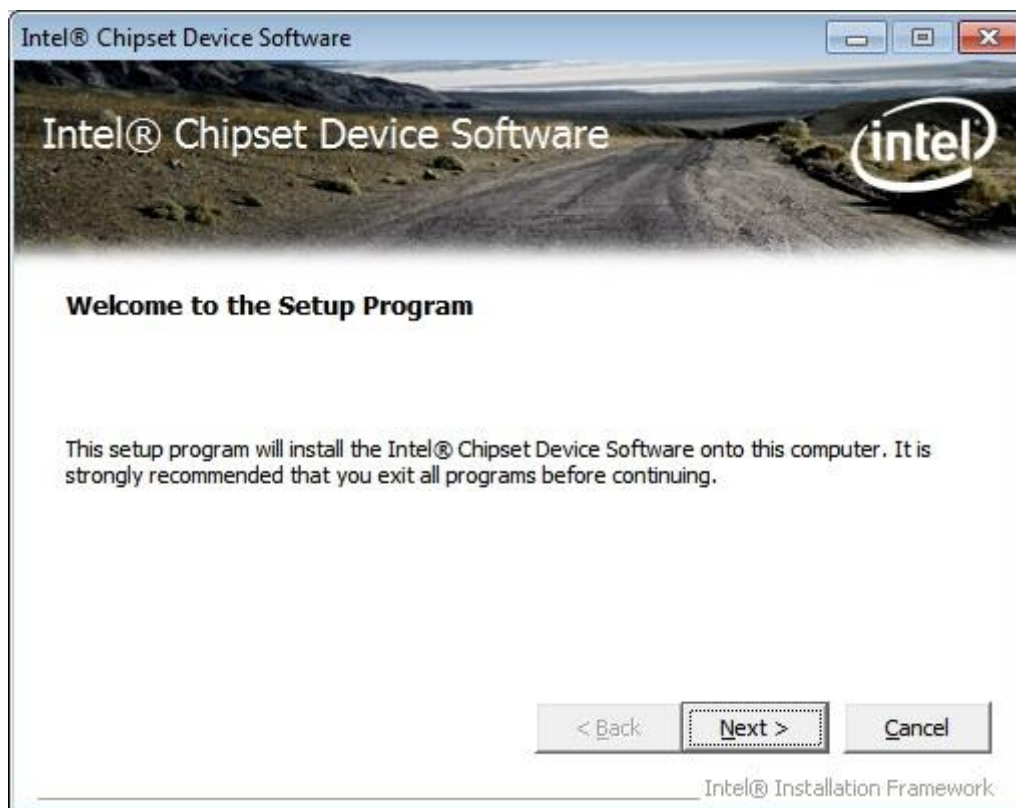 Intel® Chipset Device Software
Intel® Chipset Device Software
intel
Welcome to the Setup Program
This setup program will install the Intel® Chipset Device Software onto this computer. It is
strongly recommended that you exit all programs before continuing.
< Back Next > Cancel
Intel® Installation Framework